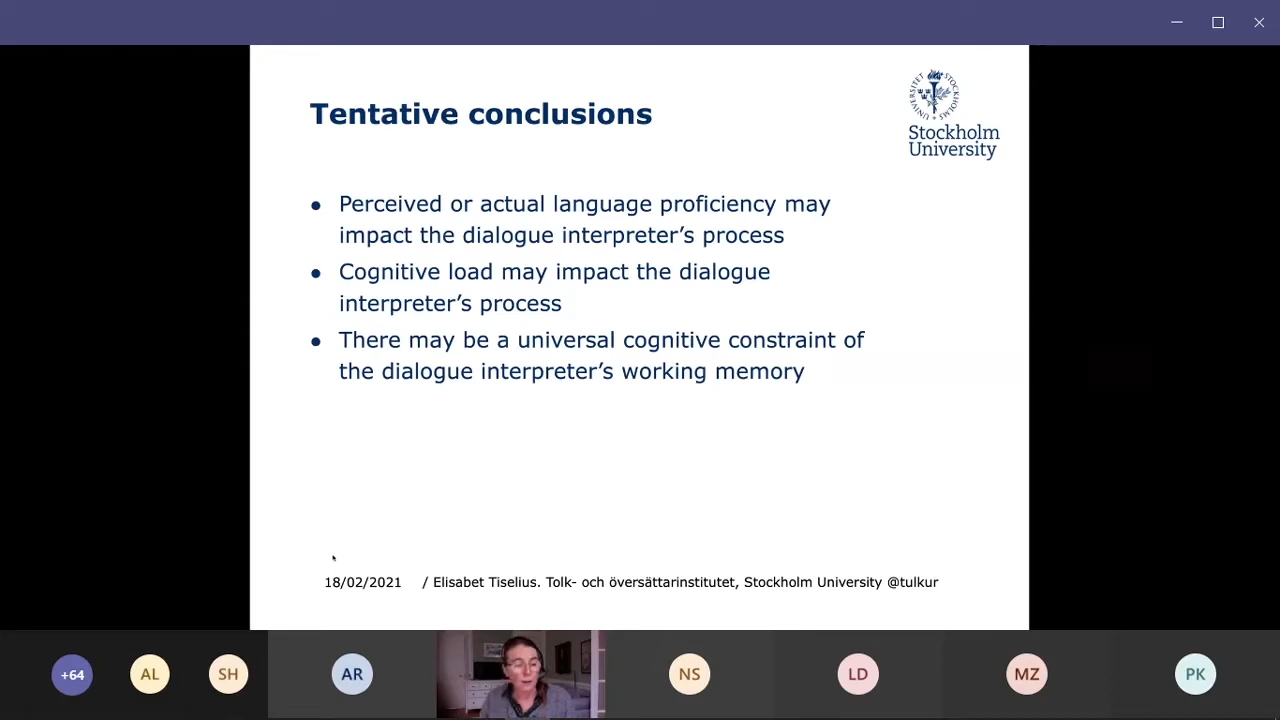 Tentative conclusions
STOCKHOLMS UNIVERSITET
Stockholm
University
● Perceived or actual language proficiency may
impact the dialogue interpreter's process
● Cognitive load may impact the dialogue
interpreter's process
● There may be a universal cognitive constraint of
the dialogue interpreter's working memory
18/02/2021 / Elisabet Tiselius. Tolk- och översättarinstitutet, Stockholm University @tulkur
+64 AL SH AR NS LD MZ PK